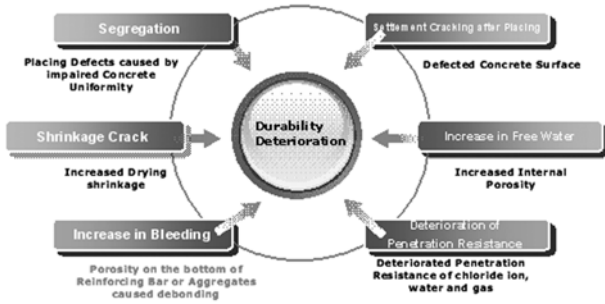 Segregation
Placing Defects caused by
impaired Concrete
Uniformity
Settlement Cracking after Placing
Defected Concrete Surface
Durability
Deterioration
Shrinkage Crack
Increased Drying
shrinkage
Increase in Free Water
Increased Internal
Porosity
Increase in Bleeding
Porosity on the bottom of
Reinforcing Bar or Aggregates
caused debonding
Deterioration of
Penetration Resistance
Deteriorated Penetration
Resistance of chloride ion,
water and gas